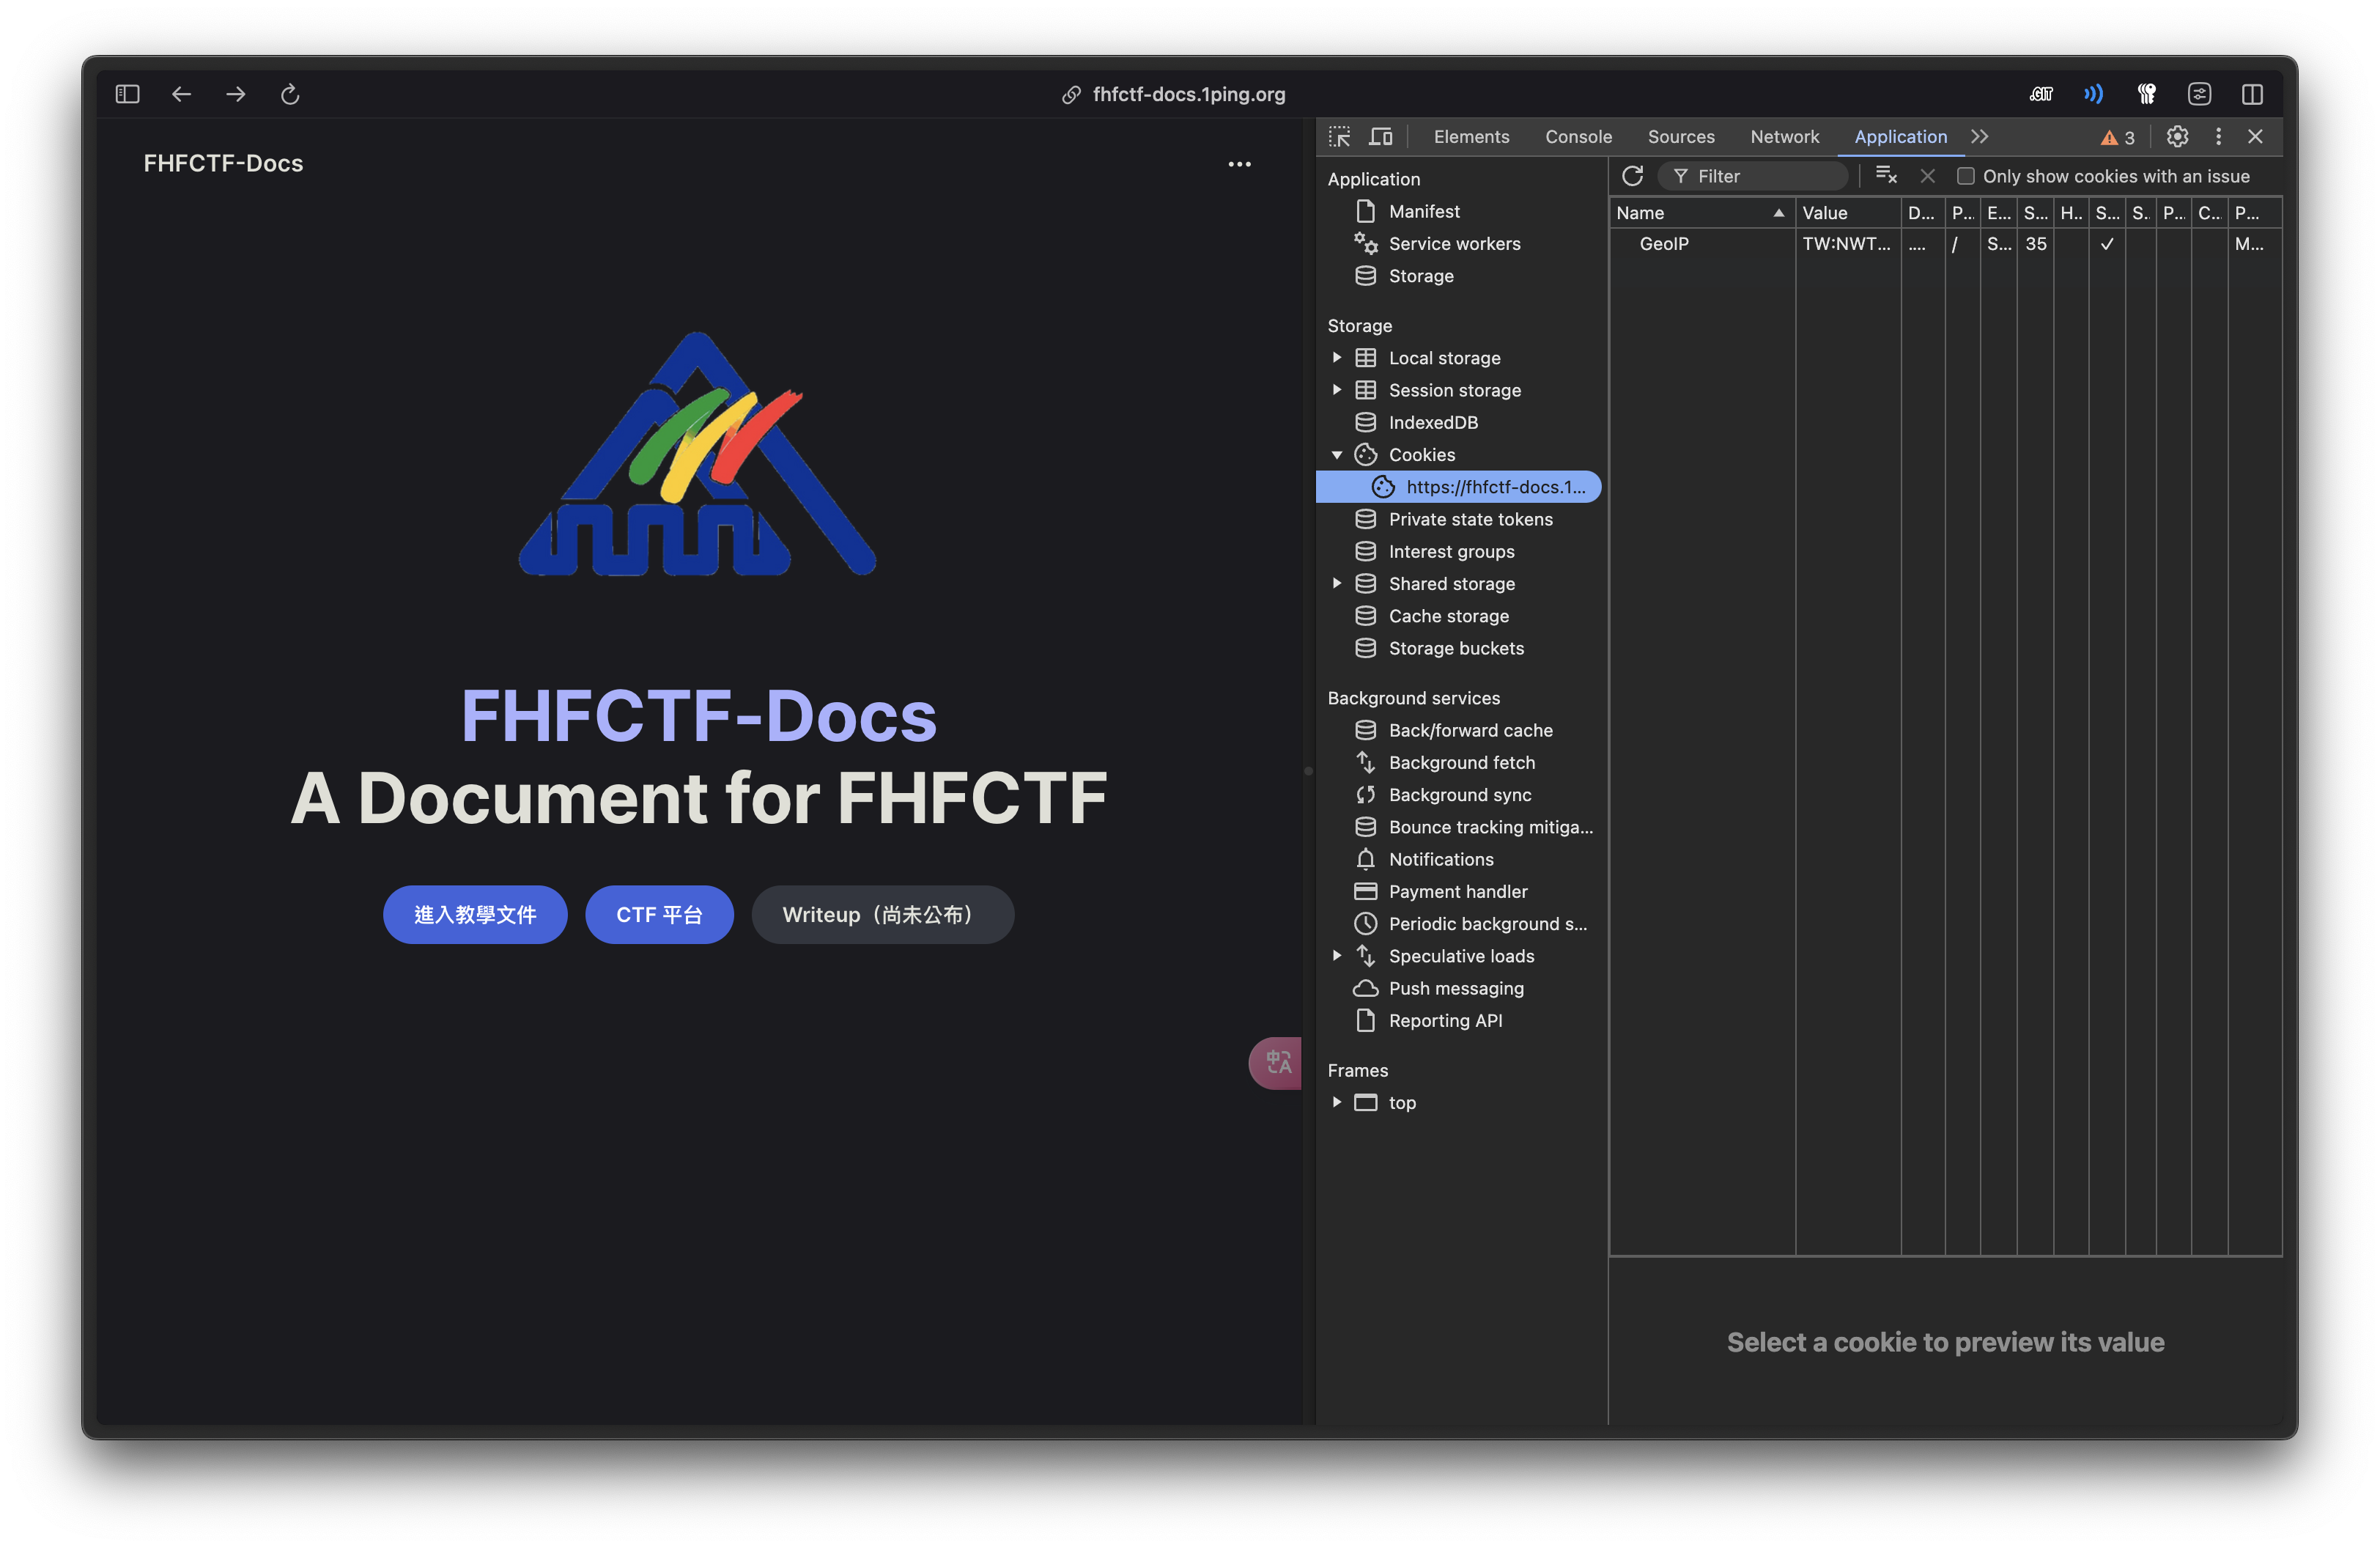 fhfctf-docs.1ping.org
.GIT
FHFCTF-Docs
FHFCTF-Docs
A Document for FHFCTF
進入教學文件
CTF 平台
Writeup（尚未公布）
中A
Elements Console Sources Network Application 3
Application
Manifest
Service workers
Storage
Storage
Local storage
Session storage
IndexedDB
Cookies
https://fhfctf-docs.1...
Private state tokens
Interest groups
Shared storage
Cache storage
Storage buckets
Background services
Back/forward cache
Background fetch
Background sync
Bounce tracking mitiga...
Notifications
Payment handler
Periodic background s...
Speculative loads
Push messaging
Reporting API
Frames
top
Filter Only show cookies with an issue
Name Value D... P... E... S... H.. S... S. P... C... P...
GeoIP TW:NWT... .... / S... 35 ✓ M...
Select a cookie to preview its value